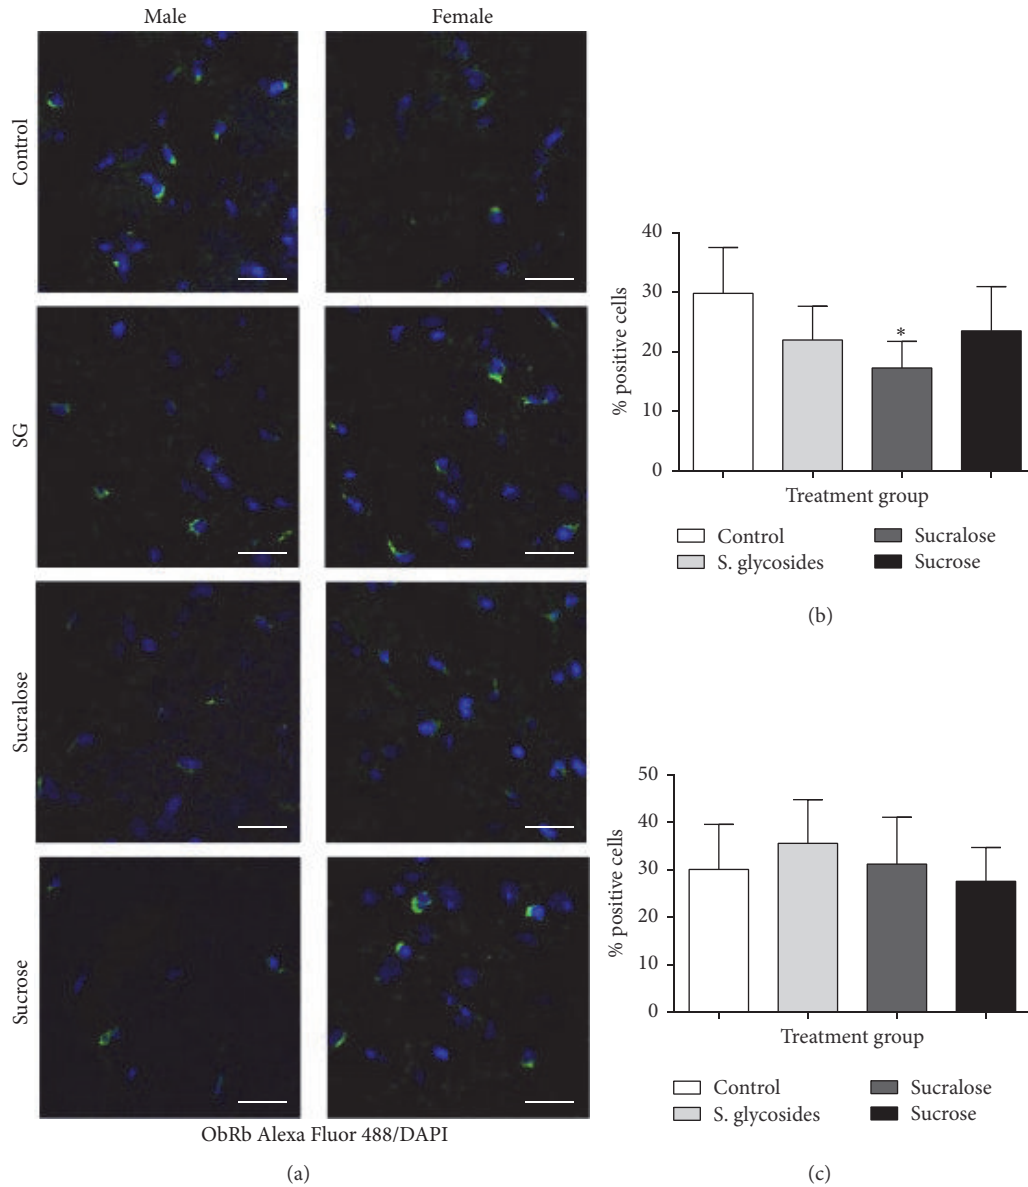 Male
Female
Control
SG
Sucralose
Sucrose
ObRb Alexa Fluor 488/DAPI
(a)
40
30
20
10
0
% positive cells
*
Treatment group
Control
Sucralose
S. glycosides
Sucrose
(b)
50
40
30
20
10
0
% positive cells
Treatment group
Control
Sucralose
S. glycosides
Sucrose
(c)